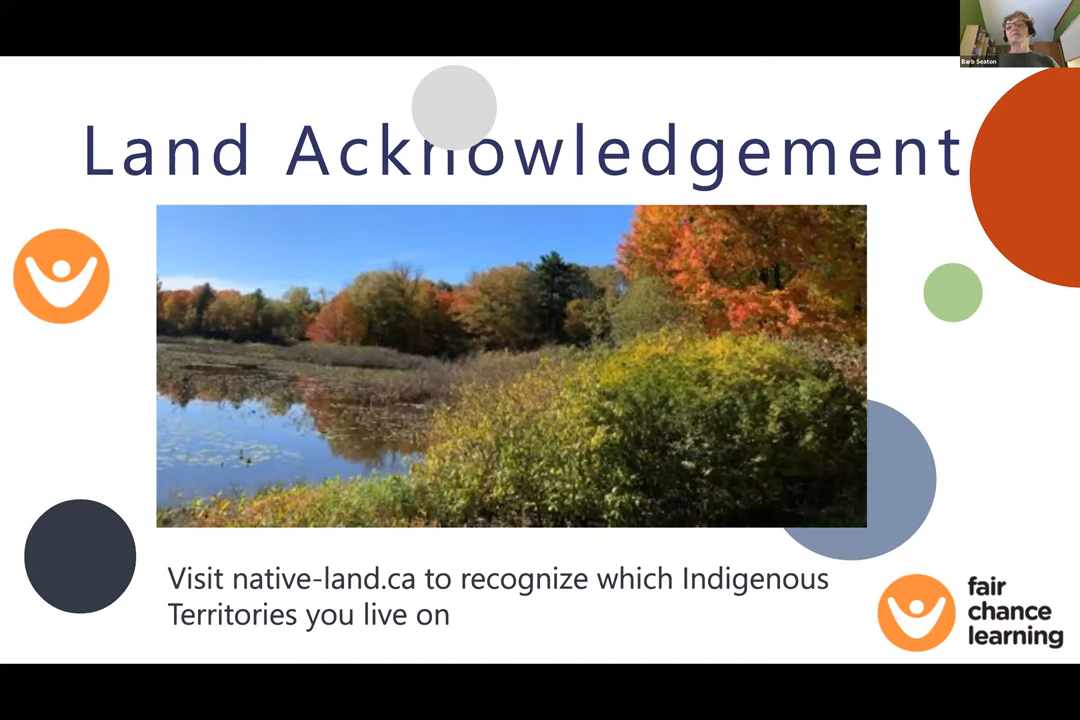 Barb Seaton
Land Acknowledgement
Visit native-land.ca to recognize which Indigenous
Territories you live on
fair
chance
learning